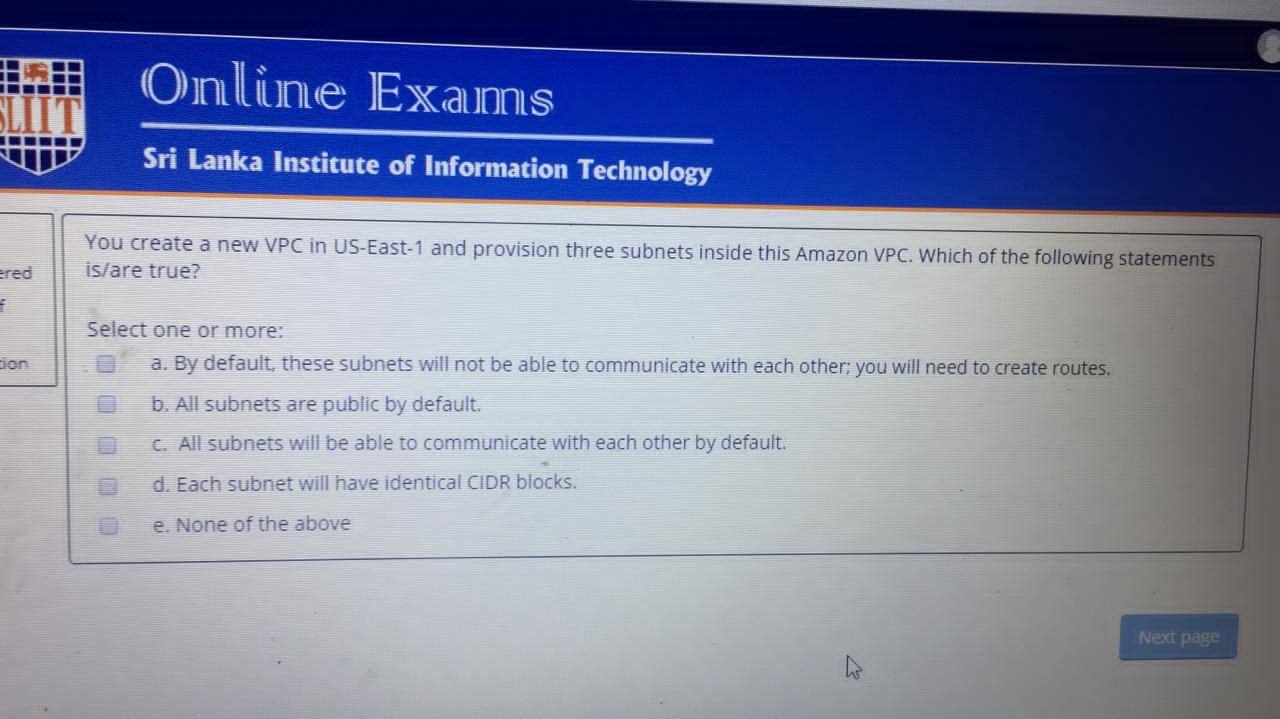 SLIIT
Online Exams
Sri Lanka Institute of Information Technology
ered
f
tion
You create a new VPC in US-East-1 and provision three subnets inside this Amazon VPC. Which of the following statements
is/are true?
Select one or more:
a. By default, these subnets will not be able to communicate with each other; you will need to create routes.
b. All subnets are public by default.
c. All subnets will be able to communicate with each other by default.
d. Each subnet will have identical CIDR blocks.
e. None of the above
Next page